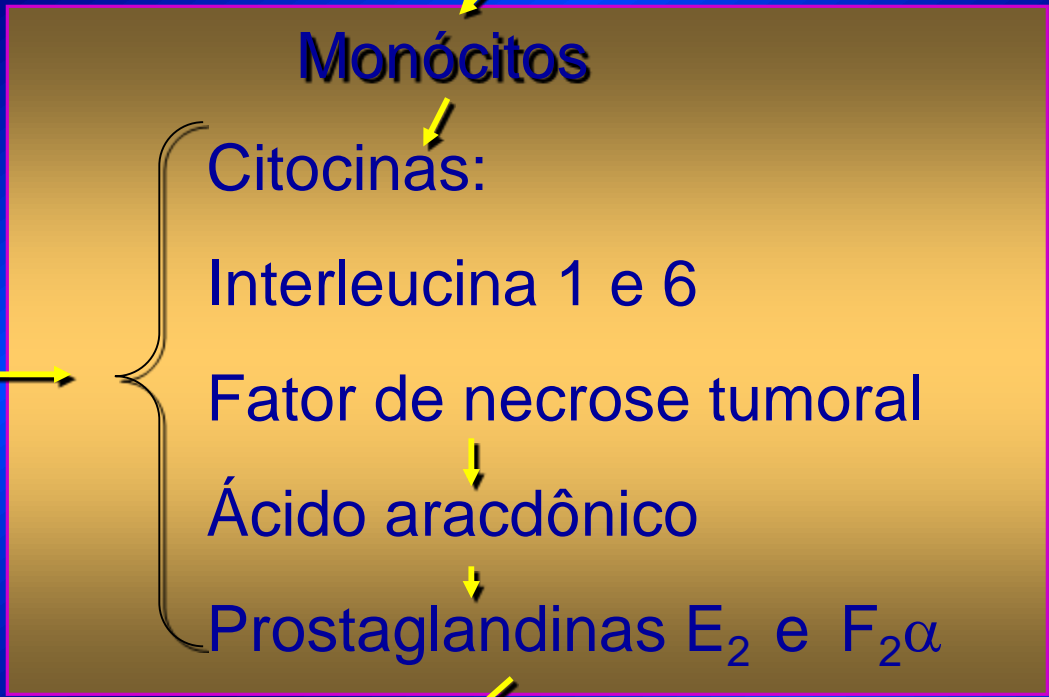 Monócitos
Citocinas:
Interleucina 1 e 6
Fator de necrose tumoral
Ácido aracdônico
Prostaglandinas E₂ e F₂α